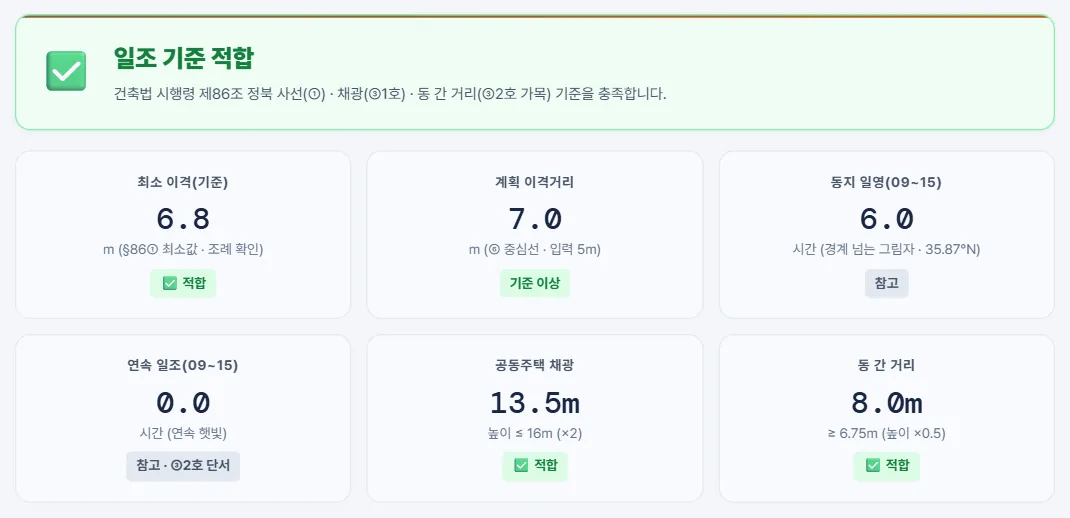 일조 기준 적합
건축법 시행령 제86조 정북 사선(①) · 채광(③1호) · 동 간 거리(③2호 가목) 기준을 충족합니다.
최소 이격(기준)
6.8
m (§86① 최소값 · 조례 확인)
✅ 적합
계획 이격거리
7.0
m (⑥ 중심선 · 입력 5m)
기준 이상
동지 일영(09~15)
6.0
시간 (경계 넘는 그림자 · 35.87°N)
참고
연속 일조(09~15)
0.0
시간 (연속 햇빛)
참고 · ③2호 단서
공동주택 채광
13.5m
높이 ≤ 16m (×2)
✅ 적합
동 간 거리
8.0m
≥ 6.75m (높이 ×0.5)
✅ 적합